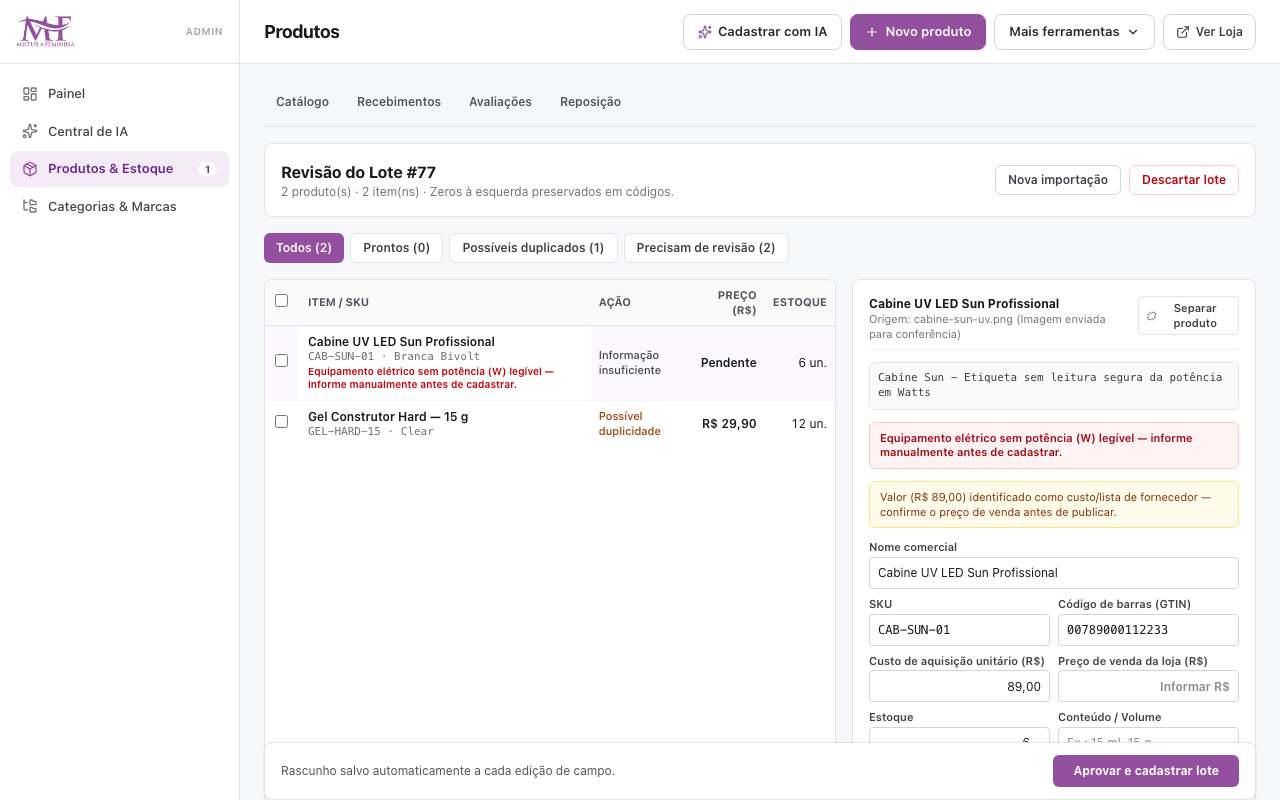 MISTURA FEMININA
ADMIN
Painel
Central de IA
Produtos & Estoque 1
Categorias & Marcas
Produtos
Cadastrar com IA
Novo produto
Mais ferramentas
Ver Loja
Catálogo
Recebimentos
Avaliações
Reposição
Revisão do Lote #77
2 produto(s) · 2 item(ns) · Zeros à esquerda preservados em códigos.
Nova importação
Descartar lote
Todos (2)
Prontos (0)
Possíveis duplicados (1)
Precisam de revisão (2)
ITEM / SKU
AÇÃO
PREÇO
(R$)
ESTOQUE
Cabine UV LED Sun Profissional
CAB-SUN-01 · Branca Bivolt
Equipamento elétrico sem potência (W) legível —
informe manualmente antes de cadastrar.
Informação
insuficiente
Pendente
6 un.
Gel Construtor Hard — 15 g
GEL-HARD-15 · Clear
Possível
duplicidade
R$ 29,90
12 un.
Cabine UV LED Sun Profissional
Origem: cabine-sun-uv.png (Imagem enviada
para conferência)
Separar
produto
Cabine Sun — Etiqueta sem leitura segura da potência
em Watts
Equipamento elétrico sem potência (W) legível — informe
manualmente antes de cadastrar.
Valor (R$ 89,00) identificado como custo/lista de fornecedor —
confirme o preço de venda antes de publicar.
Nome comercial
Cabine UV LED Sun Profissional
SKU
Código de barras (GTIN)
CAB-SUN-01
00789000112233
Custo de aquisição unitário (R$)
Preço de venda da loja (R$)
89,00
Informar R$
Estoque
Conteúdo / Volume
6
Ex.: 15 ml, 15 g
Rascunho salvo automaticamente a cada edição de campo.
Aprovar e cadastrar lote